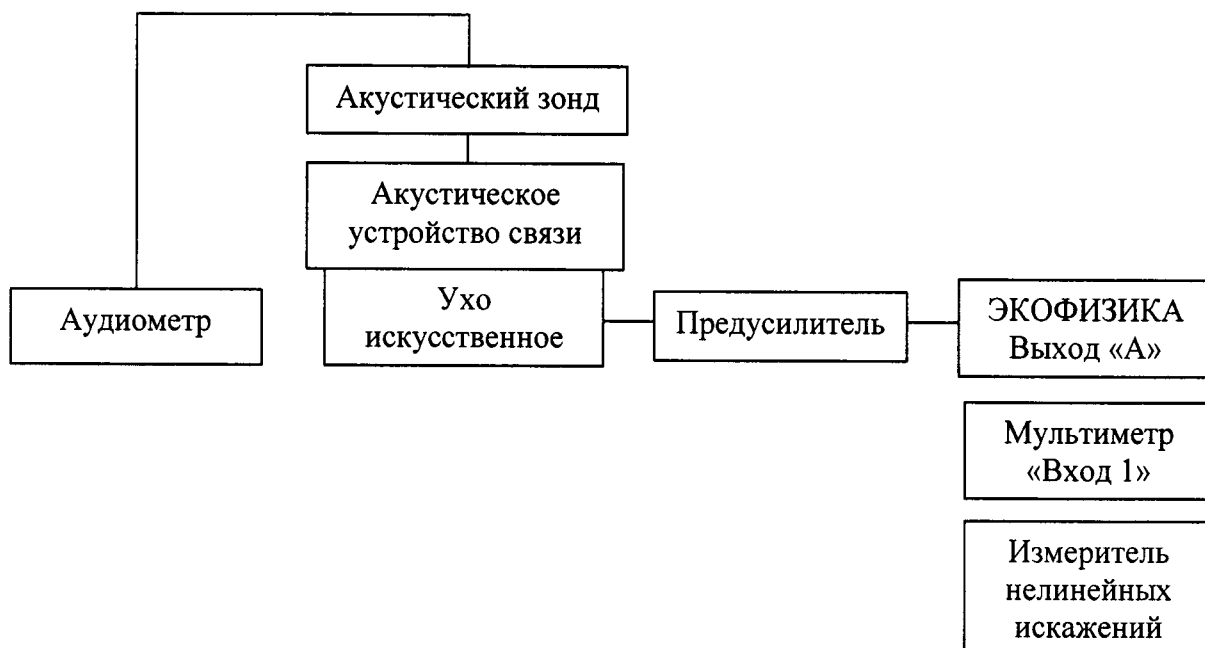 Акустический зонд
Акустическое
устройство связи
Аудиометр
Ухо
искусственное
Предусилитель
ЭКОФИЗИКА
Выход «А»
Мультиметр
«Вход 1»
Измеритель
нелинейных
искажений